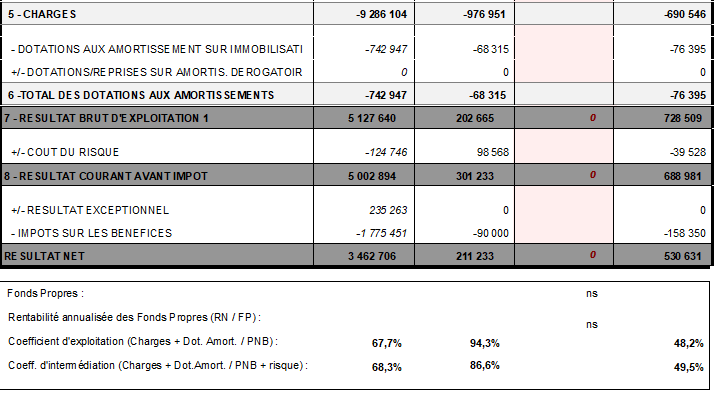 5 - CHARGES -9 286 104 -976 951 -690 546
- DOTATIONS AUX AMORTISSEMENT SUR IMMOBILISATI -742 947 -68 315 -76 395
+/- DOTATIONS/REPRISES SUR AMORTIS. DEROGATOIR 0 0 0
6 -TOTAL DES DOTATIONS AUX AMORTISSEMENTS -742 947 -68 315 -76 395
7 - RESULTAT BRUT D'EXPLOITATION 1 5 127 640 202 665 0 728 509
+/- COUT DU RISQUE -124 746 98 568 -39 528
8 - RESULTAT COURANT AVANT IMPOT 5 002 894 301 233 0 688 981
+/- RESULTAT EXCEPTIONNEL 235 263 0 0
- IMPOTS SUR LES BENEFICES -1 775 451 -90 000 -158 350
RESULTAT NET 3 462 706 211 233 0 530 631
Fonds Propres : ns
Rentabilité annualisée des Fonds Propres (RN / FP) : ns
Coefficient d'exploitation (Charges + Dot. Amort. / PNB) : 67,7% 94,3% 48,2%
Coeff. d'intermédiation (Charges + Dot.Amort. / PNB + risque) : 68,3% 86,6% 49,5%